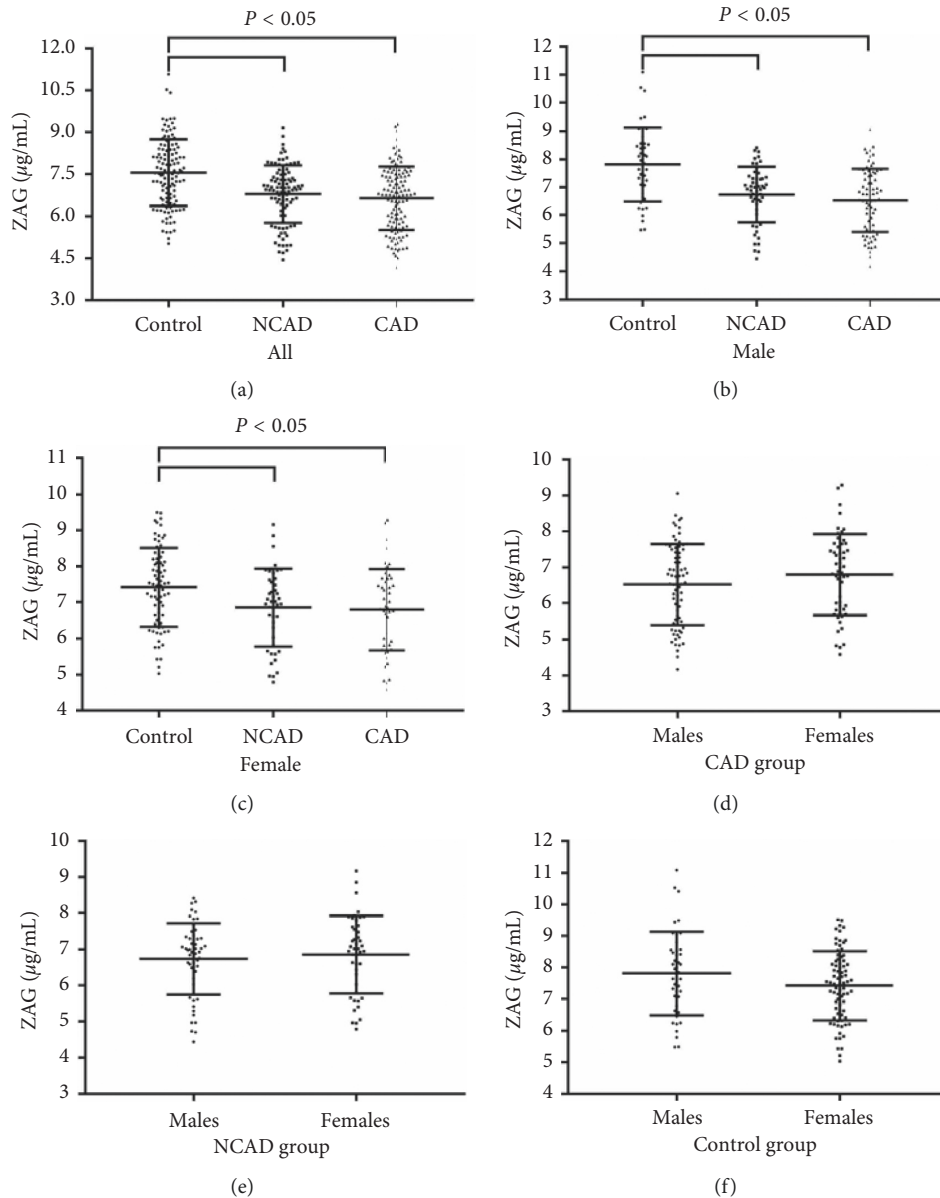 P < 0.05
12.0
10.5
9.0
7.5
6.0
4.5
3.0
ZAG (μg/mL)
Control NCAD CAD
All
(a)
P < 0.05
12
11
10
9
8
7
6
5
4
3
ZAG (μg/mL)
Control NCAD CAD
Male
(b)
P < 0.05
11
10
9
8
7
6
5
4
ZAG (μg/mL)
Control NCAD CAD
Female
(c)
10
9
8
7
6
5
4
3
ZAG (μg/mL)
Males Females
CAD group
(d)
10
9
8
7
6
5
4
3
ZAG (μg/mL)
Males Females
NCAD group
(e)
12
11
10
9
8
7
6
5
4
ZAG (μg/mL)
Males Females
Control group
(f)